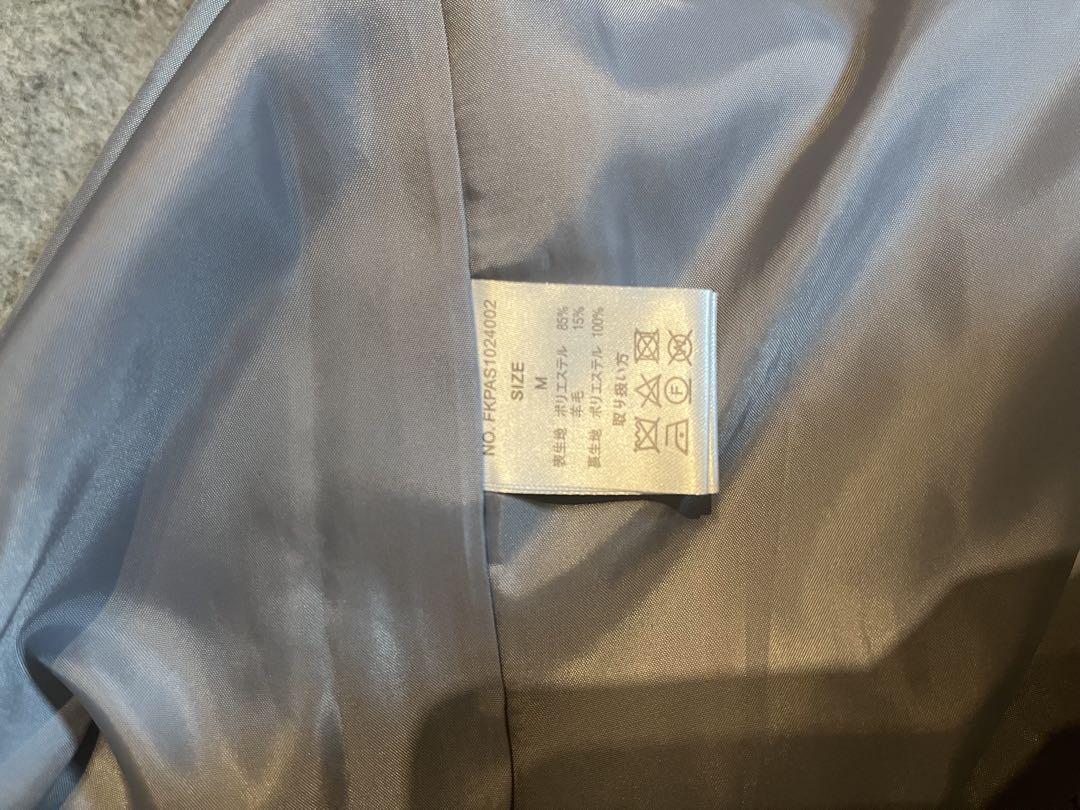 NO.FKPAS1024002
SIZE
M
表生地 ポリエステル 85%
羊毛 15%
裏生地 ポリエステル 100%
取り扱い方
F